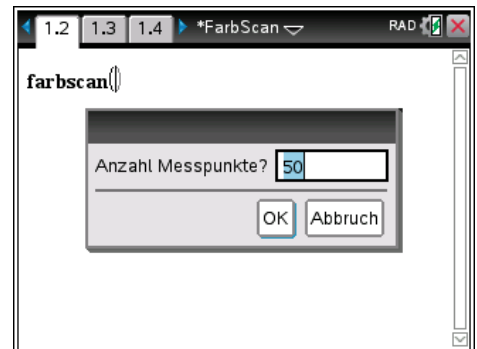 1.2 1.3 1.4 *FarbScan RAD
farbscan()
Anzahl Messpunkte? 50
OK Abbruch